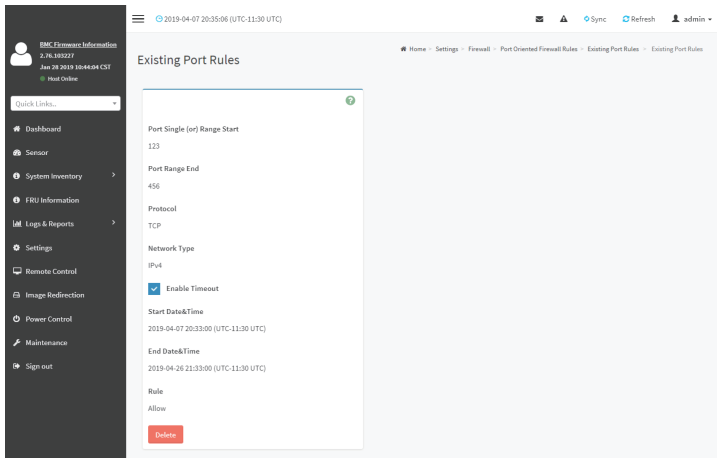 2019-04-07 20:35:06 (UTC-11:30 UTC)
Sync
Refresh
admin
BMC Firmware Information
2.76.103227
Jan 28 2019 10:44:04 CST
Host Online
Quick Links..
Dashboard
Sensor
System Inventory
FRU Information
Logs & Reports
Settings
Remote Control
Image Redirection
Power Control
Maintenance
Sign out
Existing Port Rules
Home > Settings > Firewall > Port Oriented Firewall Rules > Existing Port Rules > Existing Port Rules
Port Single (or) Range Start
123
Port Range End
456
Protocol
TCP
Network Type
IPv4
Enable Timeout
Start Date&Time
2019-04-07 20:33:00 (UTC-11:30 UTC)
End Date&Time
2019-04-26 21:33:00 (UTC-11:30 UTC)
Rule
Allow
Delete